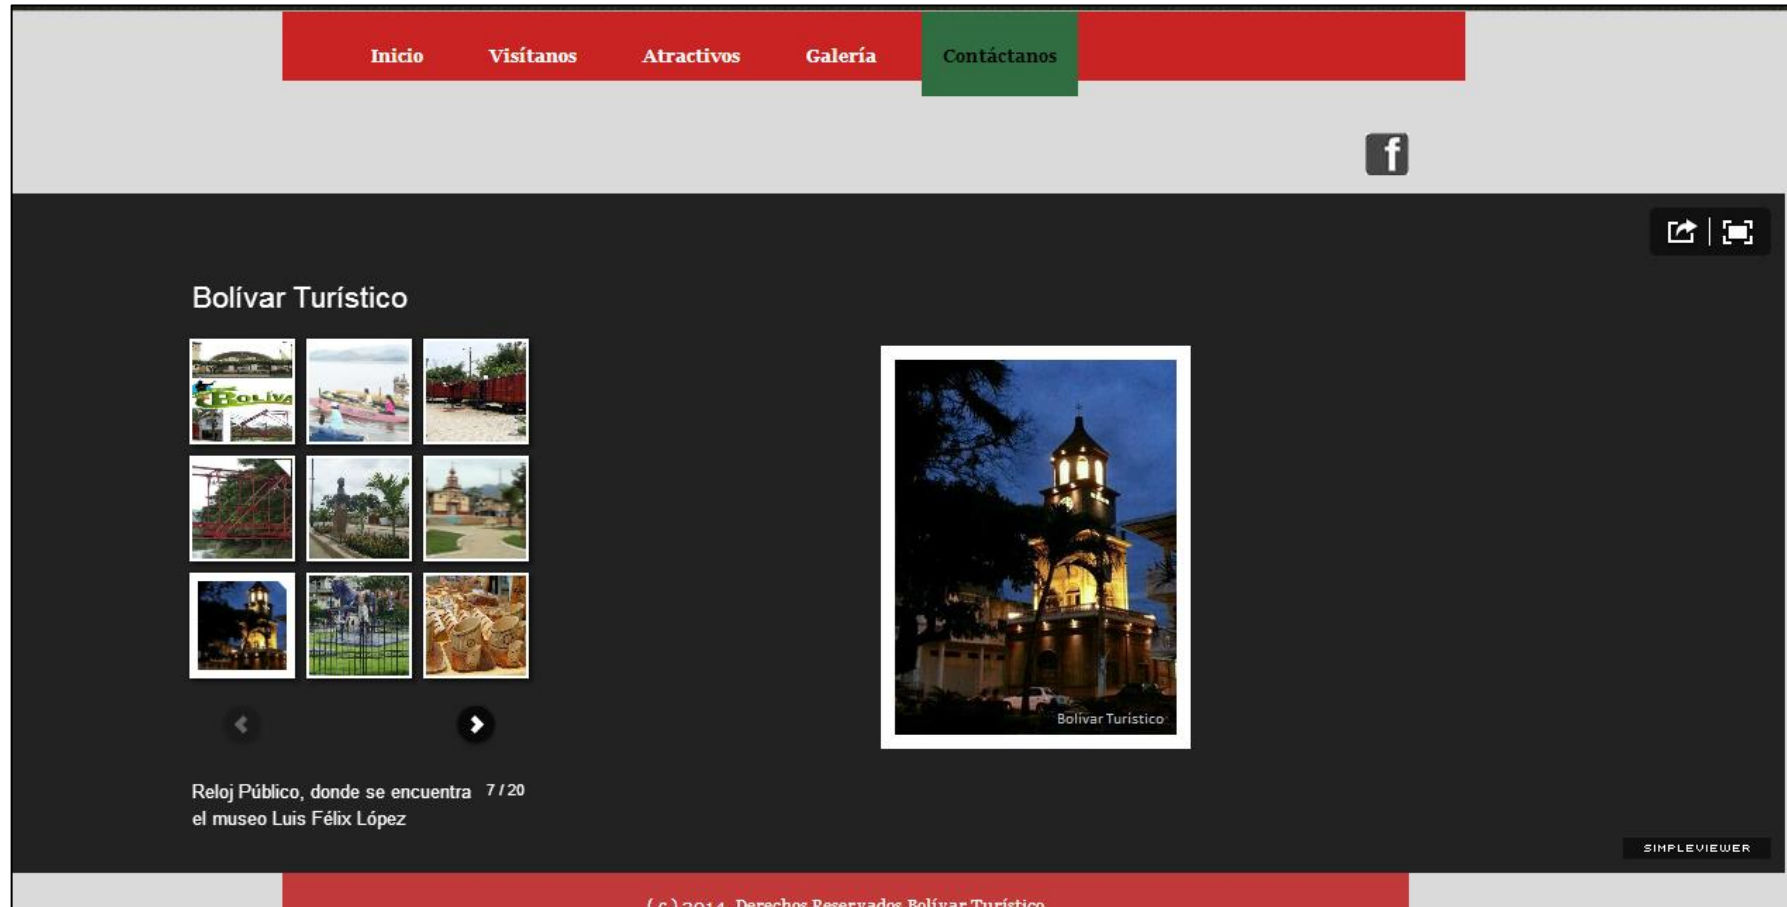 Inicio Visítanos Atractivos Galería Contáctanos
f
Bolívar Turístico
BOLÍVA
Bolívar Turístico
Reloj Público, donde se encuentra 7 / 20
el museo Luis Félix López
SIMPLEVIEWER
(c) 2014 Derechos Reservados Bolívar Turístico